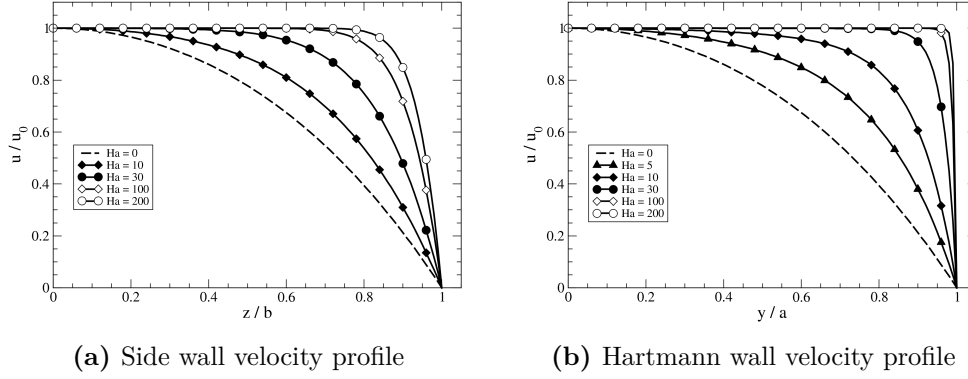 1
0.8
0.6
0.4
0.2
0
u / u0
Ha = 0
Ha = 10
Ha = 30
Ha = 100
Ha = 200
0 0.2 0.4 0.6 0.8 1
z / b
(a) Side wall velocity profile
1
0.8
0.6
0.4
0.2
0
u / u0
Ha = 0
Ha = 5
Ha = 10
Ha = 30
Ha = 100
Ha = 200
0 0.2 0.4 0.6 0.8 1
y / a
(b) Hartmann wall velocity profile